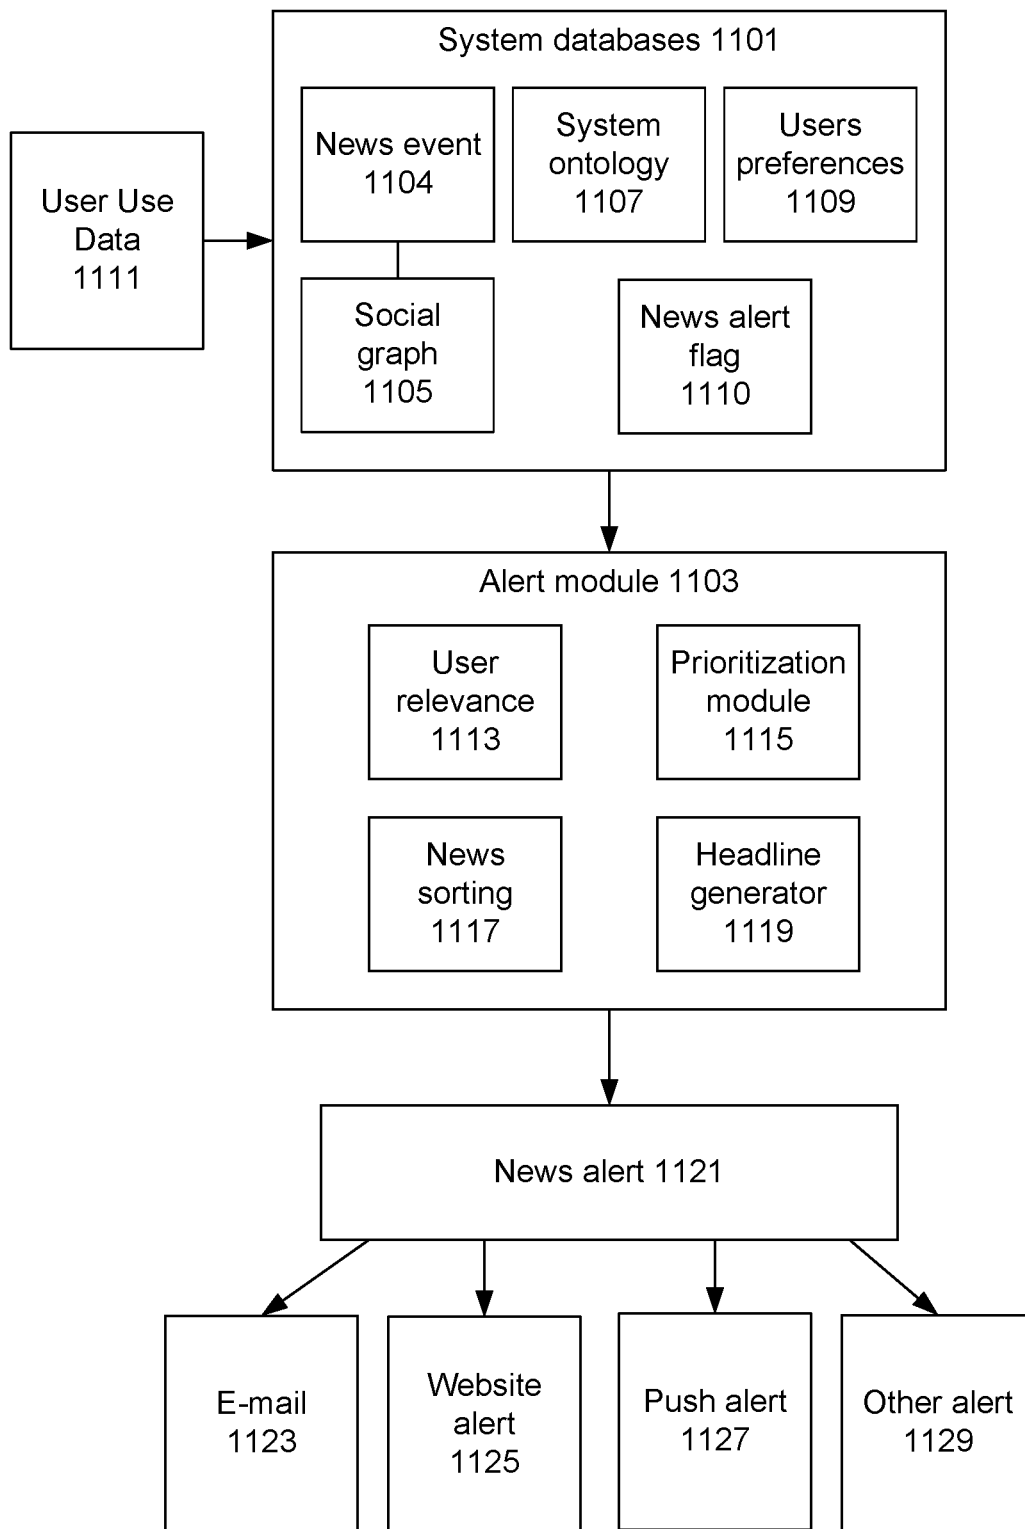 System databases 1101
News event
1104
System
ontology
1107
Users
preferences
1109
User Use
Data
1111
Social
graph
1105
News alert
flag
1110
Alert module 1103
User
relevance
1113
Prioritization
module
1115
News
sorting
1117
Headline
generator
1119
News alert 1121
E-mail
1123
Website
alert
1125
Push alert
1127
Other alert
1129